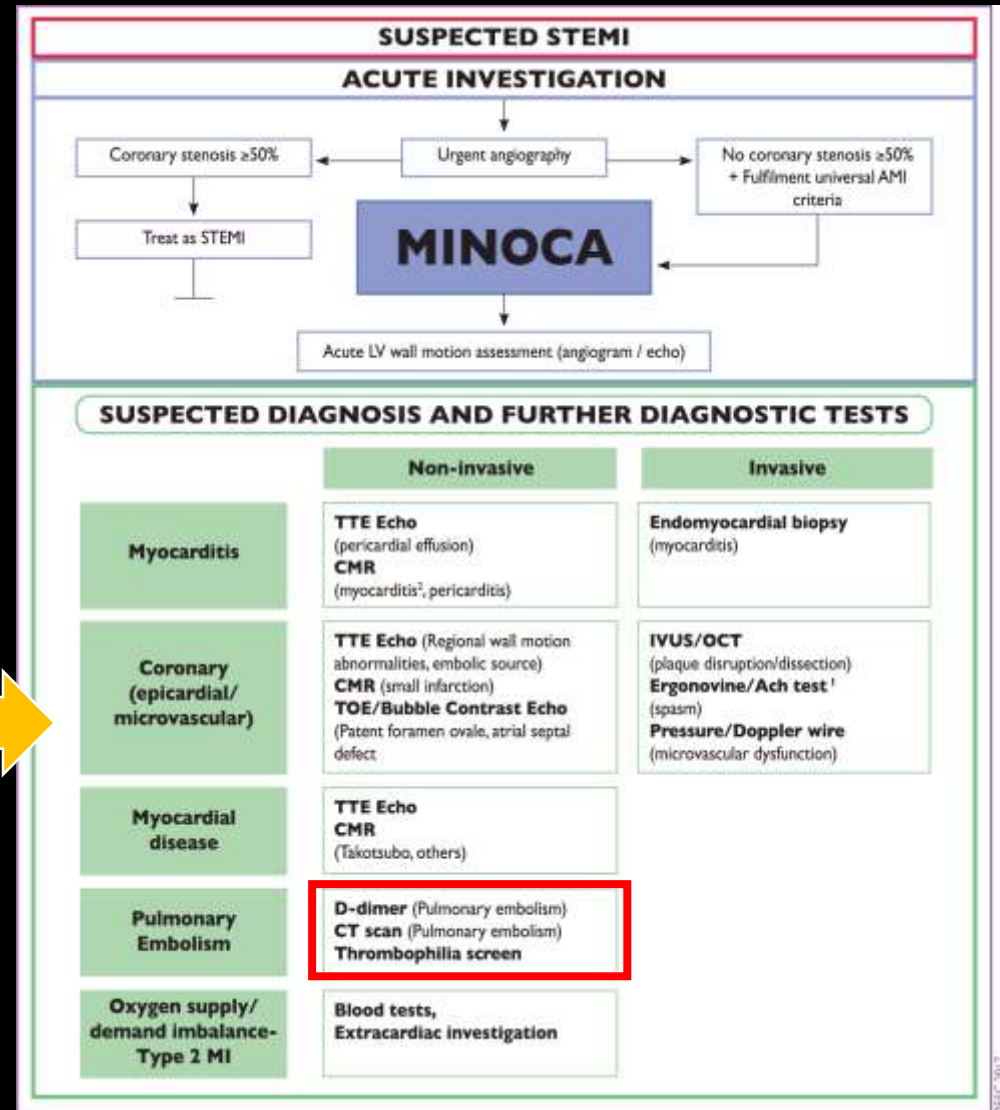 SUSPECTED STEMI
ACUTE INVESTIGATION
Coronary stenosis ≥50%
Urgent angiography
No coronary stenosis ≥50%
+ Fulfilment universal AMI
criteria
Treat as STEMI
MINOCA
Acute LV wall motion assessment (angiogram / echo)
SUSPECTED DIAGNOSIS AND FURTHER DIAGNOSTIC TESTS
Non-invasive
Invasive
Myocarditis
TTE Echo
(pericardial effusion)
CMR
(myocarditis², pericarditis)
Endomyocardial biopsy
(myocarditis)
Coronary
(epicardial/
microvascular)
TTE Echo (Regional wall motion
abnormalities, embolic source)
CMR (small infarction)
TOE/Bubble Contrast Echo
(Patent foramen ovale, atrial septal
defect
IVUS/OCT
(plaque disruption/dissection)
Ergonovine/Ach test¹
(spasm)
Pressure/Doppler wire
(microvascular dysfunction)
Myocardial
disease
TTE Echo
CMR
(Takotsubo, others)
Pulmonary
Embolism
D-dimer (Pulmonary embolism)
CT scan (Pulmonary embolism)
Thrombophilia screen
Oxygen supply/
demand imbalance-
Type 2 MI
Blood tests,
Extracardiac investigation
2017